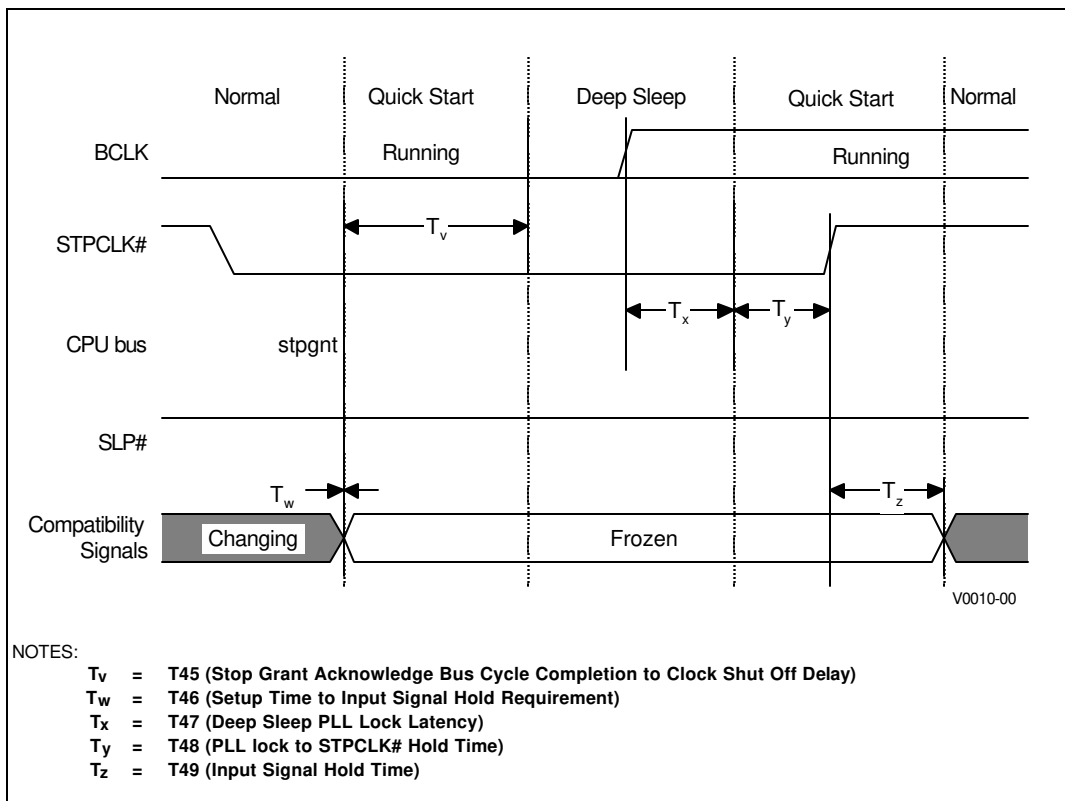 Normal Quick Start Deep Sleep Quick Start Normal
BCLK Running Running
STPCLK# Tv
Tx Ty
CPU bus stpgnt
SLP#
Tw Tz
Compatibility
Signals Changing Frozen
V0010-00
NOTES:
Tv = T45 (Stop Grant Acknowledge Bus Cycle Completion to Clock Shut Off Delay)
Tw = T46 (Setup Time to Input Signal Hold Requirement)
Tx = T47 (Deep Sleep PLL Lock Latency)
Ty = T48 (PLL lock to STPCLK# Hold Time)
Tz = T49 (Input Signal Hold Time)